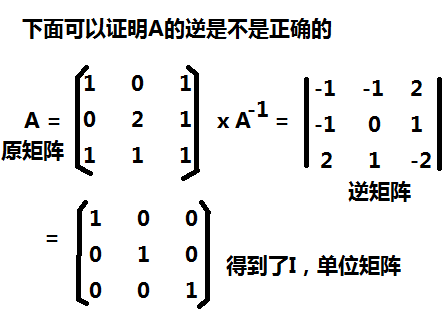 下面可以证明A的逆是不是正确的
1 0 1 -1 -1 2
A = 0 2 1 x A-1 = -1 0 1
原矩阵 1 1 1 2 1 -2
逆矩阵
1 0 0
= 0 1 0
0 0 1 得到了I，单位矩阵